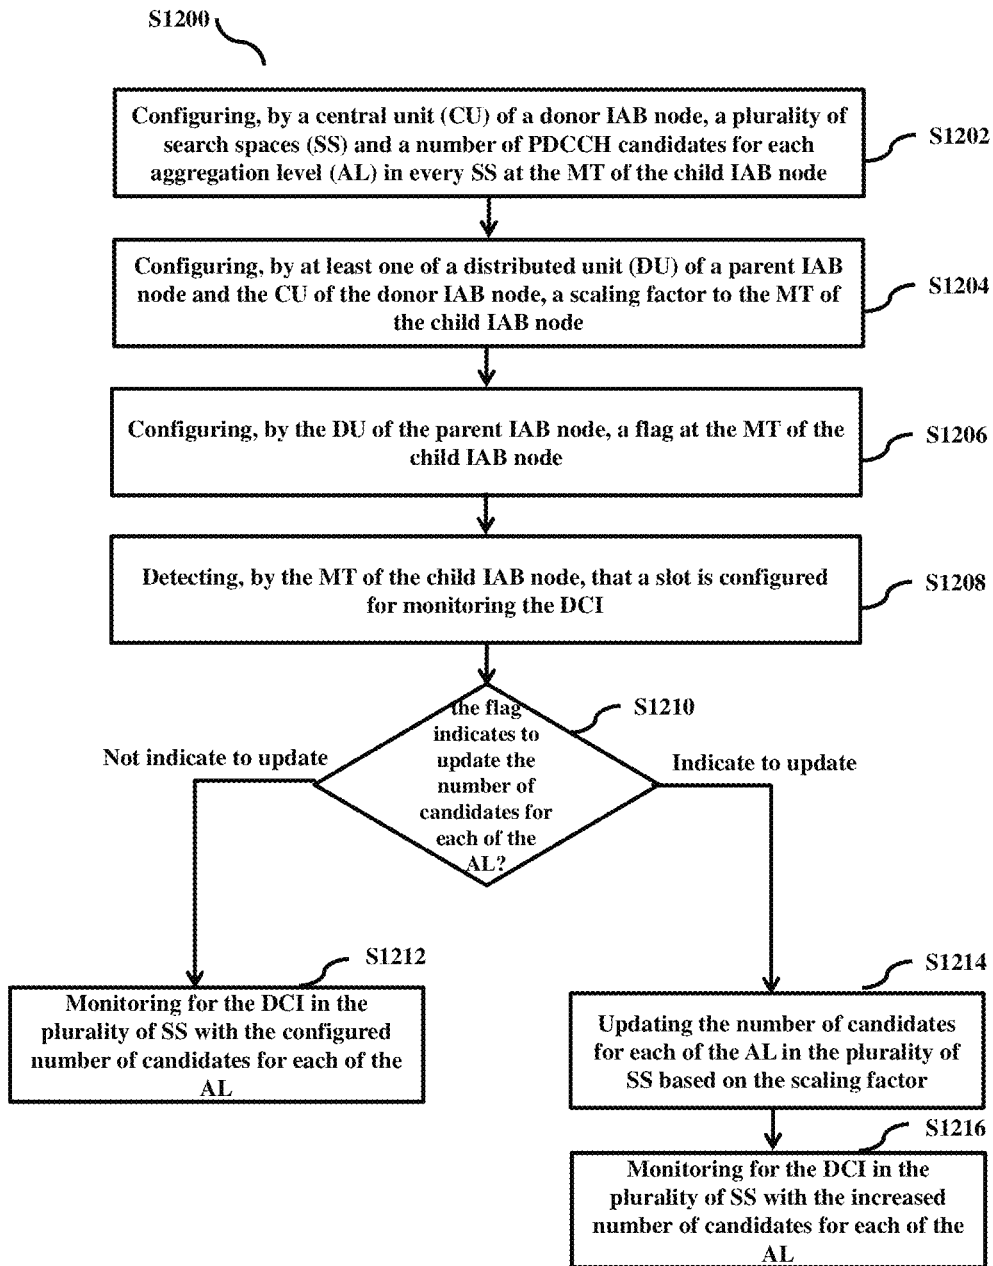 S1200
Configuring, by a central unit (CU) of a donor IAB node, a plurality of
search spaces (SS) and a number of PDCCH candidates for each
aggregation level (AL) in every SS at the MT of the child IAB node
S1202
Configuring, by at least one of a distributed unit (DU) of a parent IAB
node and the CU of the donor IAB node, a scaling factor to the MT of
the child IAB node
S1204
Configuring, by the DU of the parent IAB node, a flag at the MT of the
child IAB node
S1206
Detecting, by the MT of the child IAB node, that a slot is configured
for monitoring the DCI
S1208
the flag
indicates to
update the
number of
candidates for
each of the
AL?
S1210
Not indicate to update
Indicate to update
S1212
Monitoring for the DCI in the
plurality of SS with the configured
number of candidates for each of the
AL
S1214
Updating the number of candidates
for each of the AL in the plurality of
SS based on the scaling factor
S1216
Monitoring for the DCI in the
plurality of SS with the increased
number of candidates for each of the
AL